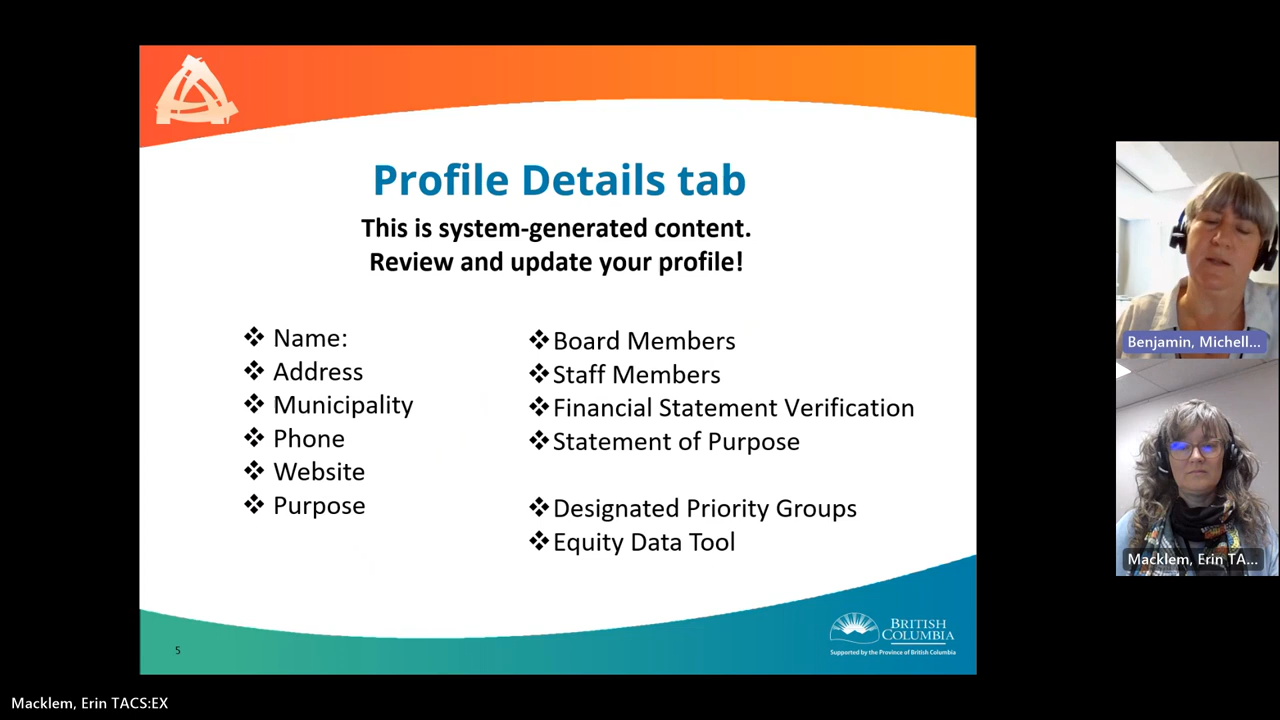 Profile Details tab
This is system-generated content.
Review and update your profile!
❖ Name:
❖ Address
❖ Municipality
❖ Phone
❖ Website
❖ Purpose
❖Board Members
❖Staff Members
❖Financial Statement Verification
❖Statement of Purpose
❖Designated Priority Groups
❖Equity Data Tool
5
BRITISH
COLUMBIA
Supported by the Province of British Columbia
Benjamin, Michell...
Macklem, Erin TA...
Macklem, Erin TACS:EX